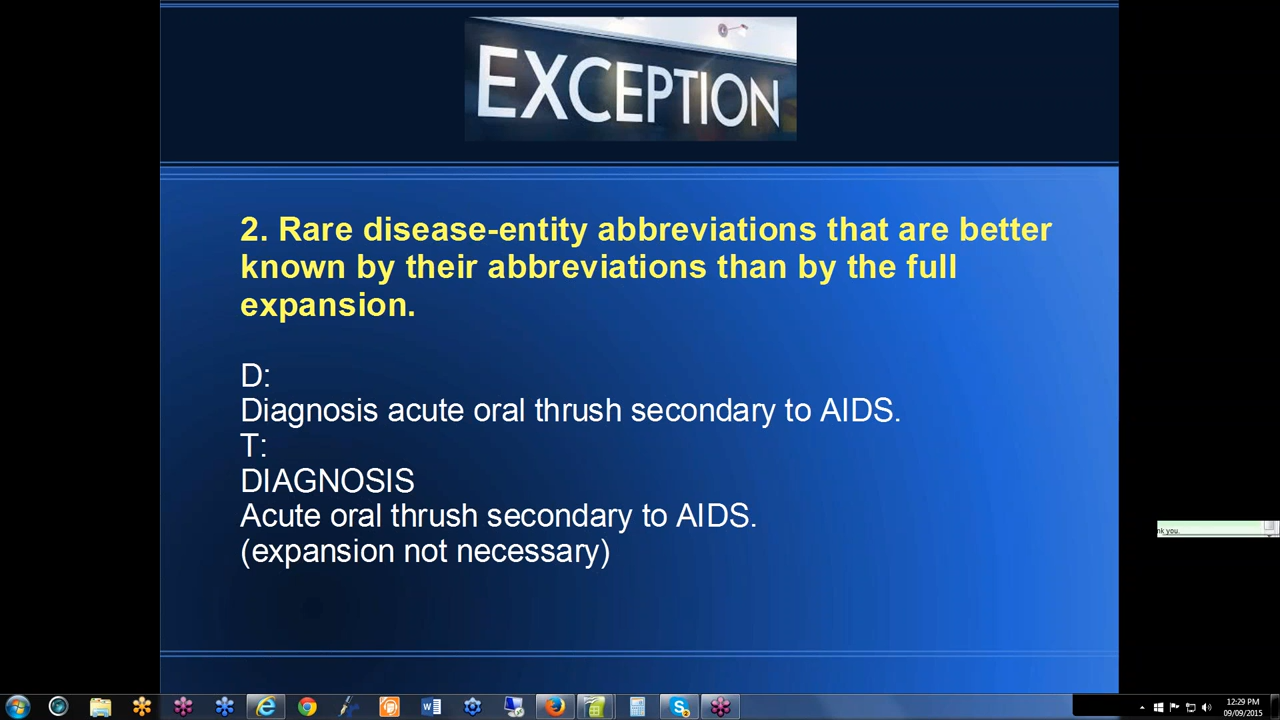 EXCEPTION
2. Rare disease-entity abbreviations that are better
known by their abbreviations than by the full
expansion.
D:
Diagnosis acute oral thrush secondary to AIDS.
T:
DIAGNOSIS
Acute oral thrush secondary to AIDS.
(expansion not necessary)
nk you.
12:29 PM
09/09/2015